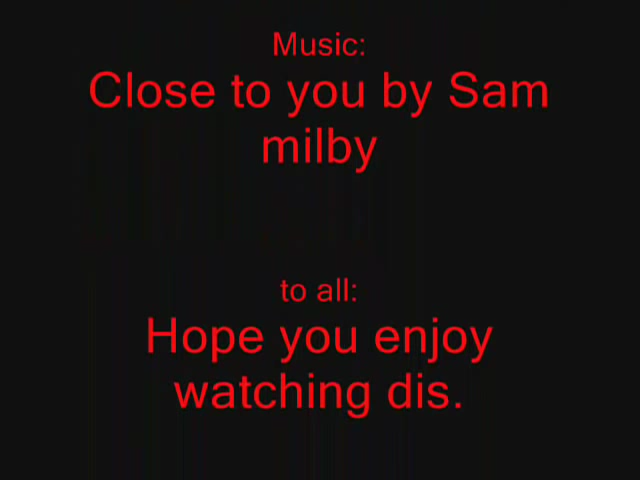 Music:
Close to you by Sam
milby
to all:
Hope you enjoy
watching dis.